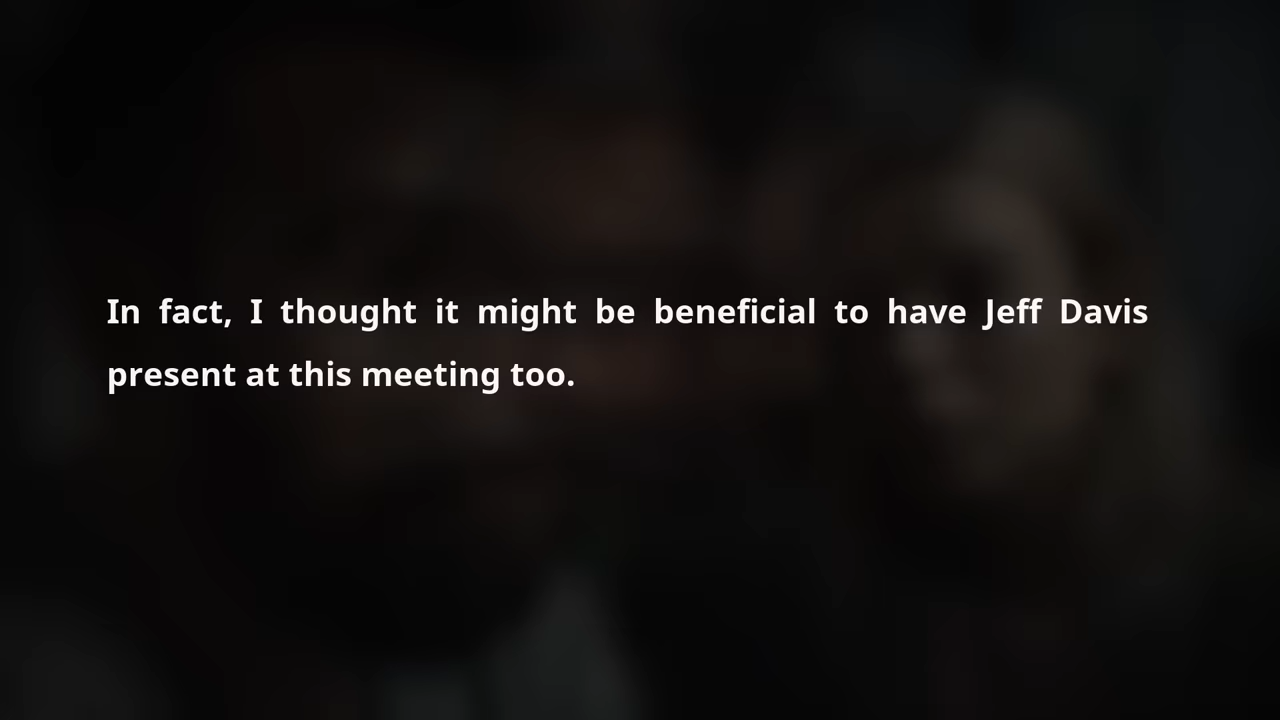 In fact, I thought it might be beneficial to have Jeff Davis
present at this meeting too.